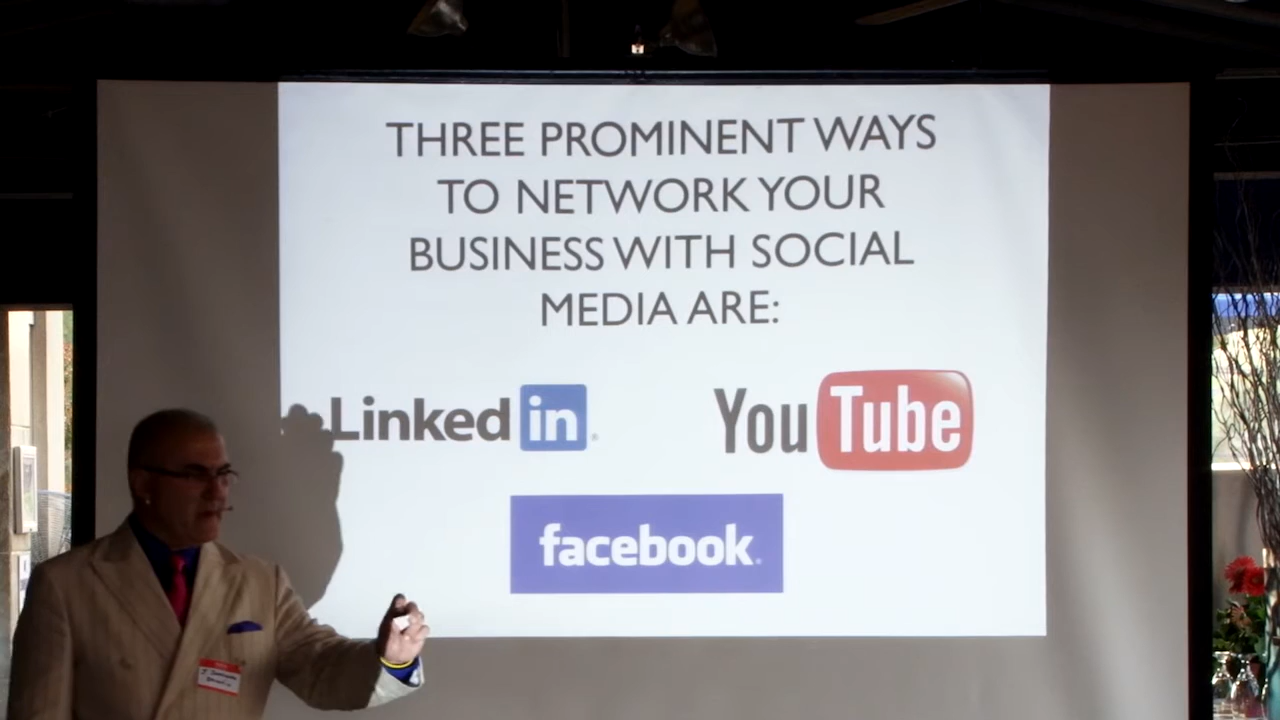 THREE PROMINENT WAYS
TO NETWORK YOUR
BUSINESS WITH SOCIAL
MEDIA ARE:
Linked in
YouTube
facebook